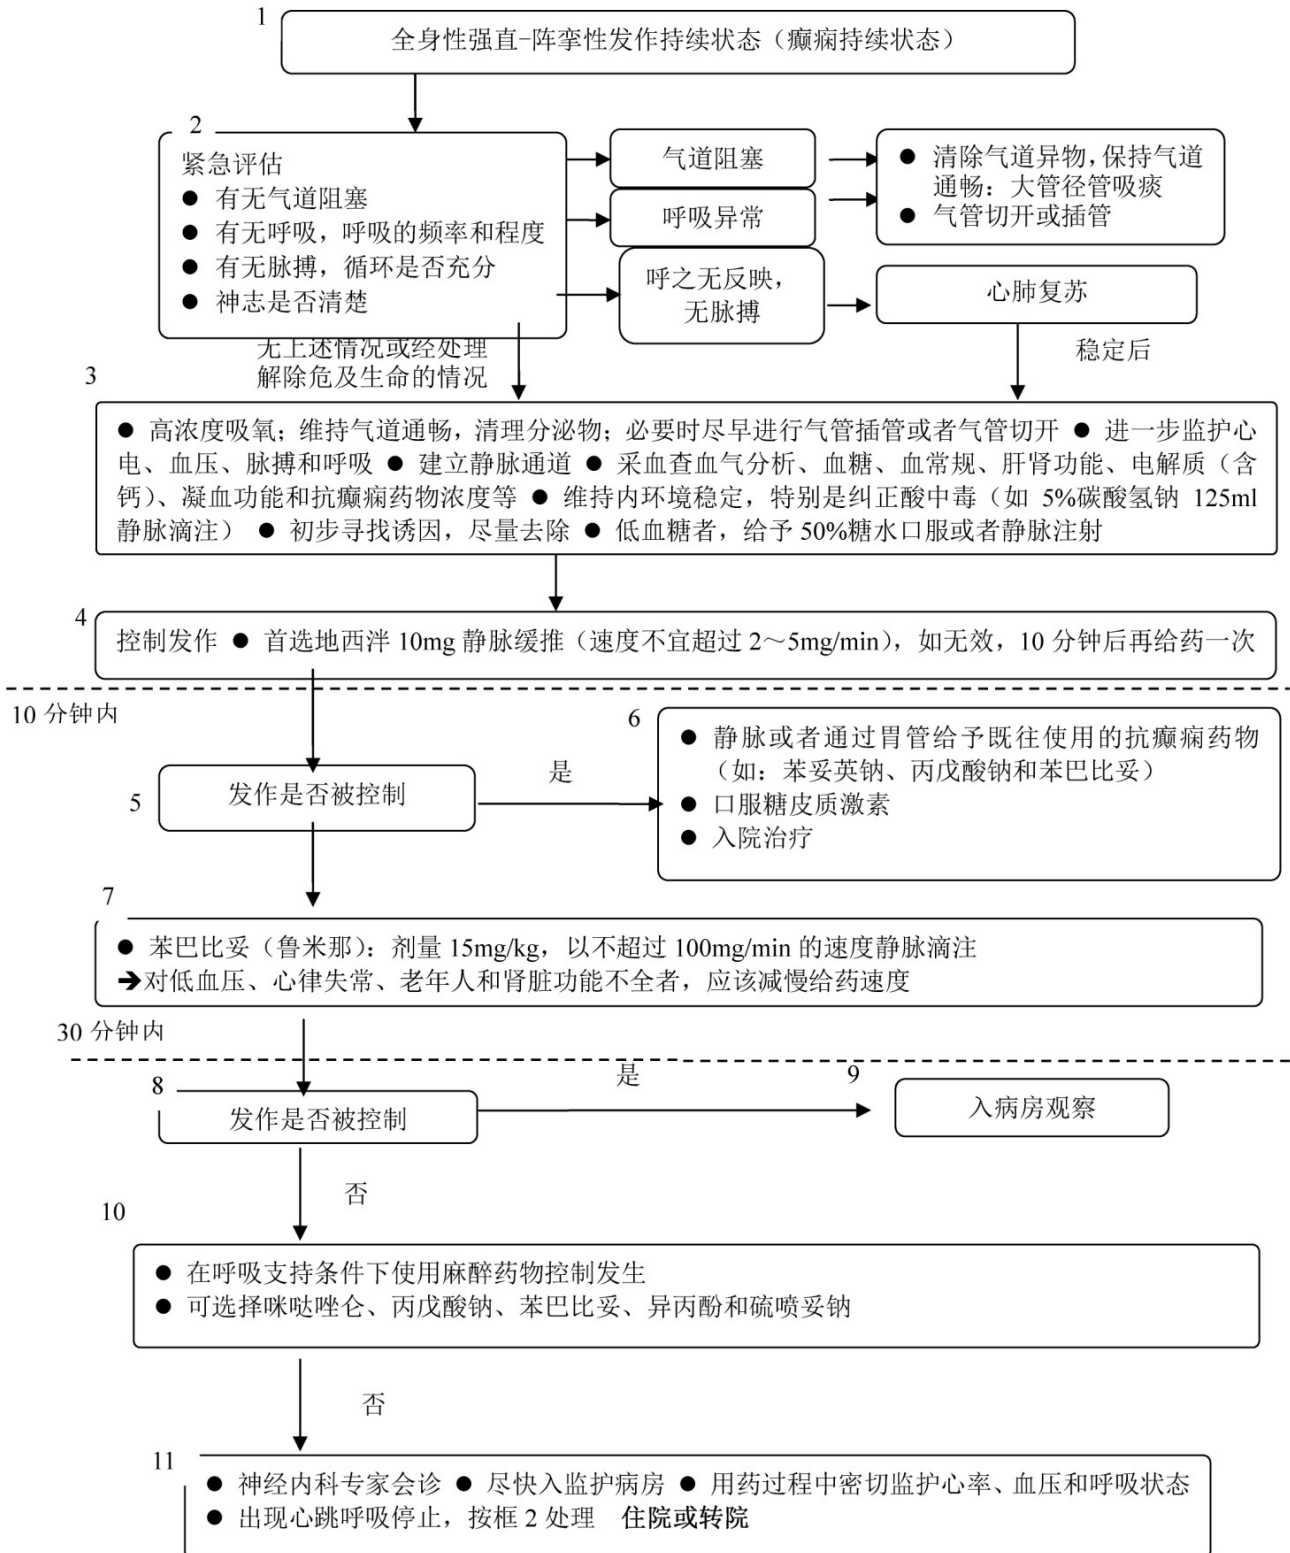 1
全身性强直-阵挛性发作持续状态（癫痫持续状态）
2
紧急评估
● 有无气道阻塞
● 有无呼吸，呼吸的频率和程度
● 有无脉搏，循环是否充分
● 神志是否清楚
气道阻塞
呼吸异常
呼之无反映，
无脉搏
● 清除气道异物，保持气道
通畅：大管径管吸痰
● 气管切开或插管
心肺复苏
无上述情况或经处理
解除危及生命的情况
稳定后
3
● 高浓度吸氧；维持气道通畅，清理分泌物；必要时尽早进行气管插管或者气管切开 ● 进一步监护心
电、血压、脉搏和呼吸 ● 建立静脉通道 ● 采血查血气分析、血糖、血常规、肝肾功能、电解质（含
钙）、凝血功能和抗癫痫药物浓度等 ● 维持内环境稳定，特别是纠正酸中毒（如 5%碳酸氢钠 125ml
静脉滴注） ● 初步寻找诱因，尽量去除 ● 低血糖者，给予 50%糖水口服或者静脉注射
4
控制发作 ● 首选地西泮 10mg 静脉缓推（速度不宜超过 2～5mg/min），如无效，10 分钟后再给药一次
10 分钟内
5
发作是否被控制
是
6
● 静脉或者通过胃管给予既往使用的抗癫痫药物
（如：苯妥英钠、丙戊酸钠和苯巴比妥）
● 口服糖皮质激素
● 入院治疗
7
● 苯巴比妥（鲁米那）：剂量 15mg/kg，以不超过 100mg/min 的速度静脉滴注
➔对低血压、心律失常、老年人和肾脏功能不全者，应该减慢给药速度
30 分钟内
8
发作是否被控制
是
9
入病房观察
否
10
● 在呼吸支持条件下使用麻醉药物控制发生
● 可选择咪哒唑仑、丙戊酸钠、苯巴比妥、异丙酚和硫喷妥钠
否
11
● 神经内科专家会诊 ● 尽快入监护病房 ● 用药过程中密切监护心率、血压和呼吸状态
● 出现心跳呼吸停止，按框 2 处理 住院或转院